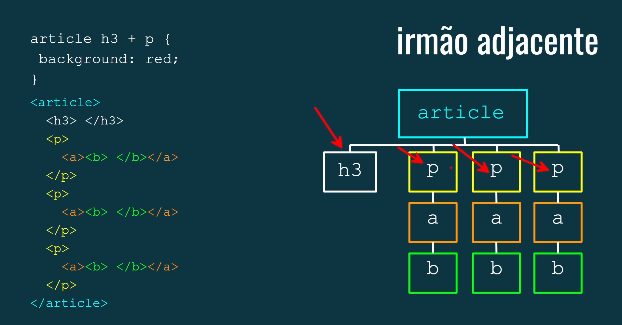 irmão adjacente
article h3 + p {
background: red;
}
<article>
<h3> </h3>
<p>
<a><b> </b></a>
</p>
<p>
<a><b> </b></a>
</p>
<p>
<a><b> </b></a>
</p>
</article>
article
h3 p p p
a a a
b b b